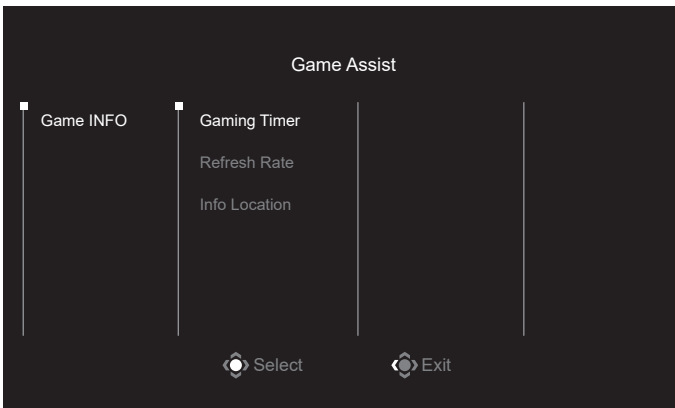 Game Assist
Game INFO
Gaming Timer
Refresh Rate
Info Location
Select
Exit